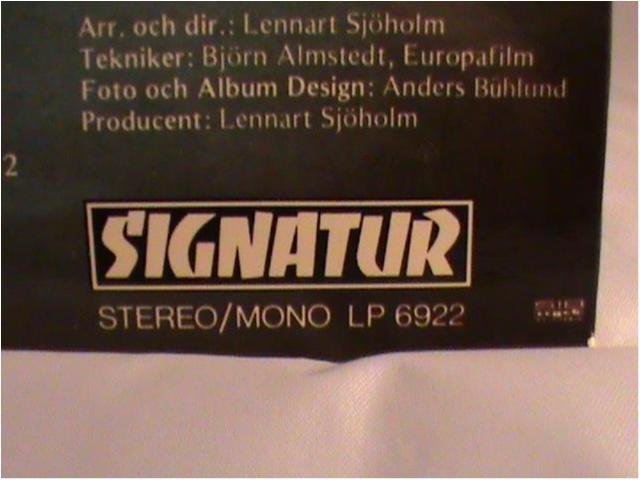 Arr. och dir.: Lennart Sjöholm
Tekniker: Björn Almstedt, Europafilm
Foto och Album Design: Anders Bühlund
Producent: Lennart Sjöholm
2
SIGNATUR
STEREO/MONO LP 6922